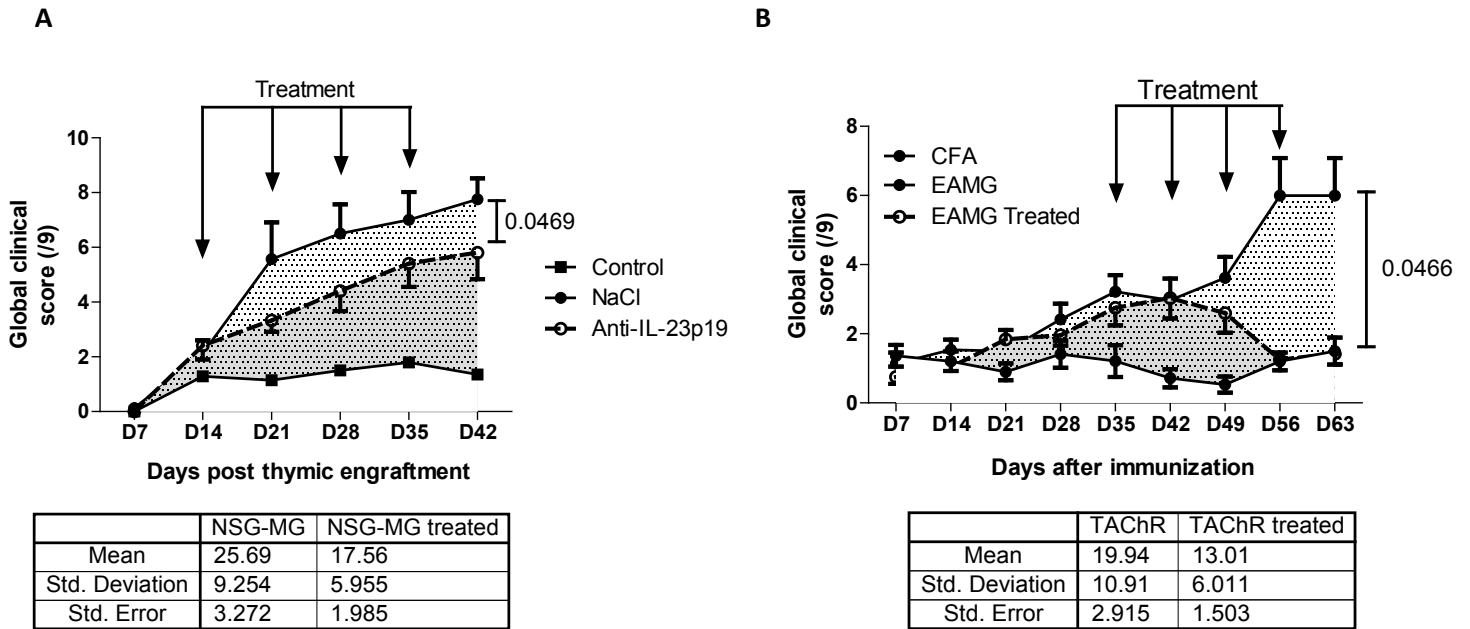 A
Treatment
10
8
6
4
2
0
Global clinical
score (/9)
0.0469
Control
NaCl
Anti-IL-23p19
D7 D14 D21 D28 D35 D42
Days post thymic engraftment
NSG-MG NSG-MG treated
Mean 25.69 17.56
Std. Deviation 9.254 5.955
Std. Error 3.272 1.985
B
Treatment
8
6
4
2
0
Global clinical
score (/9)
CFA
EAMG
EAMG Treated
0.0466
D7 D14 D21 D28 D35 D42 D49 D56 D63
Days after immunization
TAChR TAChR treated
Mean 19.94 13.01
Std. Deviation 10.91 6.011
Std. Error 2.915 1.503